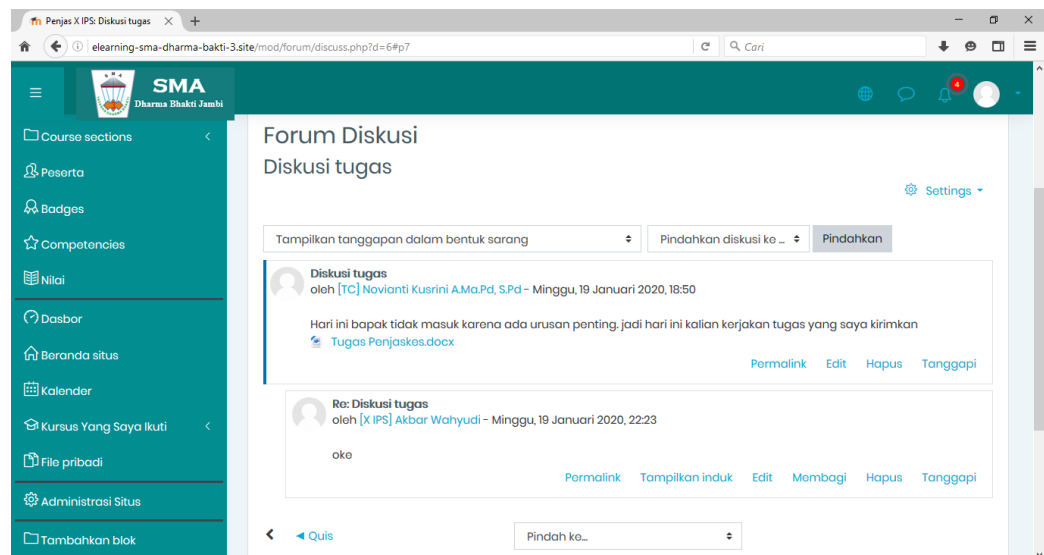 Penjas X IPS: Diskusi tugas
elearning-sma-dharma-bakti-3.site/mod/forum/discuss.php?d=6#p7
Cari
SMA
Dharma Bhakti Jambi
4
Course sections
Peserta
Badges
Competencies
Nilai
Dasbor
Beranda situs
Kalender
Kursus Yang Saya Ikuti
File pribadi
Administrasi Situs
Tambahkan blok
Forum Diskusi
Diskusi tugas
Settings
Tampilkan tanggapan dalam bentuk sarang
Pindahkan diskusi ke ...
Pindahkan
Diskusi tugas
oleh [TC] Novianti Kusrini A.Ma.Pd, S.Pd - Minggu, 19 Januari 2020, 18:50
Hari ini bapak tidak masuk karena ada urusan penting. jadi hari ini kalian kerjakan tugas yang saya kirimkan
Tugas Penjaskes.docx
Permalink Edit Hapus Tanggapi
Re: Diskusi tugas
oleh [X IPS] Akbar Wahyudi - Minggu, 19 Januari 2020, 22:23
oke
Permalink Tampilkan induk Edit Membagi Hapus Tanggapi
◄ Quis
Pindah ke...